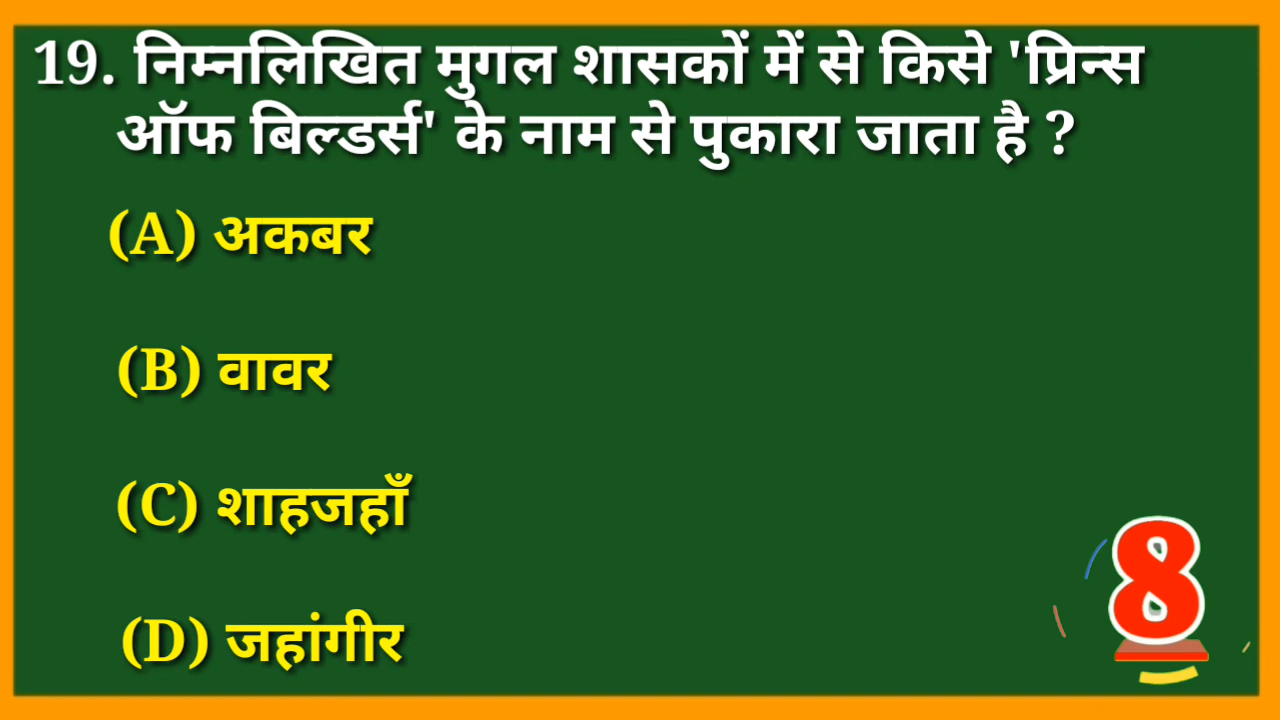 19. निम्नलिखित मुगल शासकों में से किसे 'प्रिन्स
ऑफ बिल्डर्स' के नाम से पुकारा जाता है ?
(A) अकबर
(B) वावर
(C) शाहजहाँ
(D) जहांगीर
8